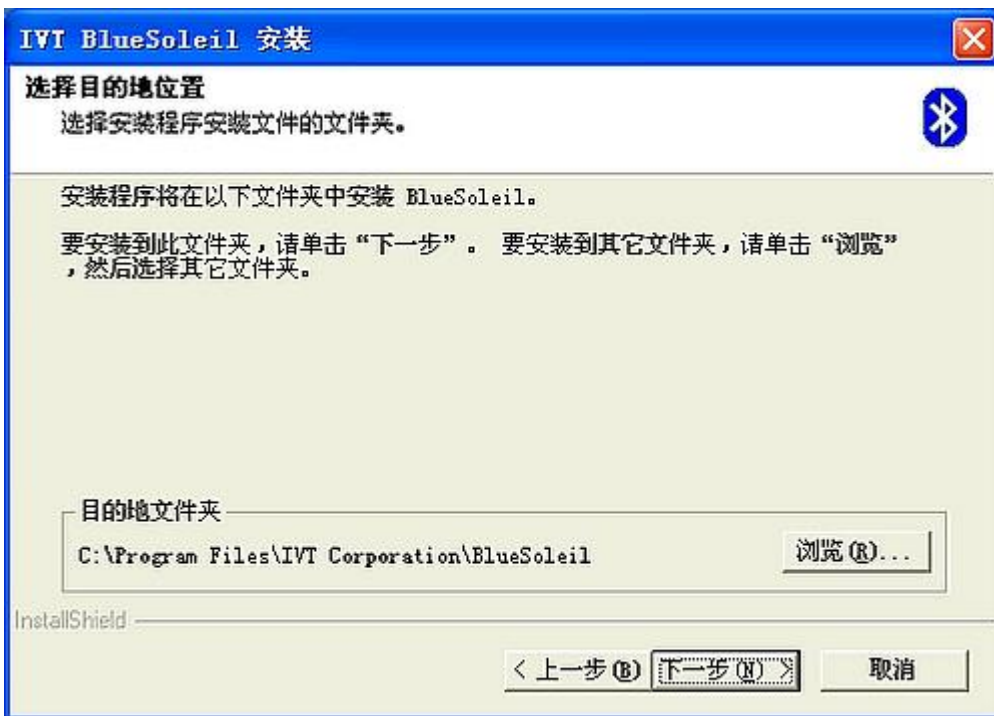 IVT BlueSoleil 安装
选择目的地位置
选择安装程序安装文件的文件夹。
安装程序将在以下文件夹中安装 BlueSoleil。
要安装到此文件夹，请单击“下一步”。 要安装到其它文件夹，请单击“浏览”
，然后选择其它文件夹。
目的地文件夹
C:\Program Files\IVT Corporation\BlueSoleil
浏览(R)...
InstallShield
< 上一步(B)
下一步(N) >
取消